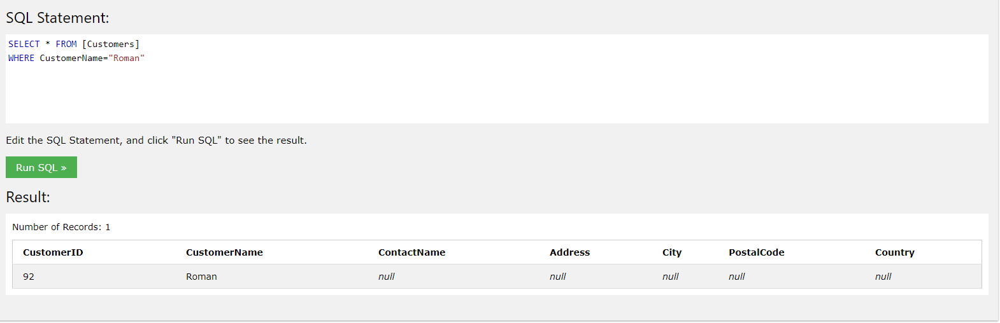 SQL Statement:
SELECT * FROM [Customers]
WHERE CustomerName="Roman"
Edit the SQL Statement, and click "Run SQL" to see the result.
Run SQL »
Result:
Number of Records: 1
CustomerID CustomerName ContactName Address City PostalCode Country
92 Roman null null null null null